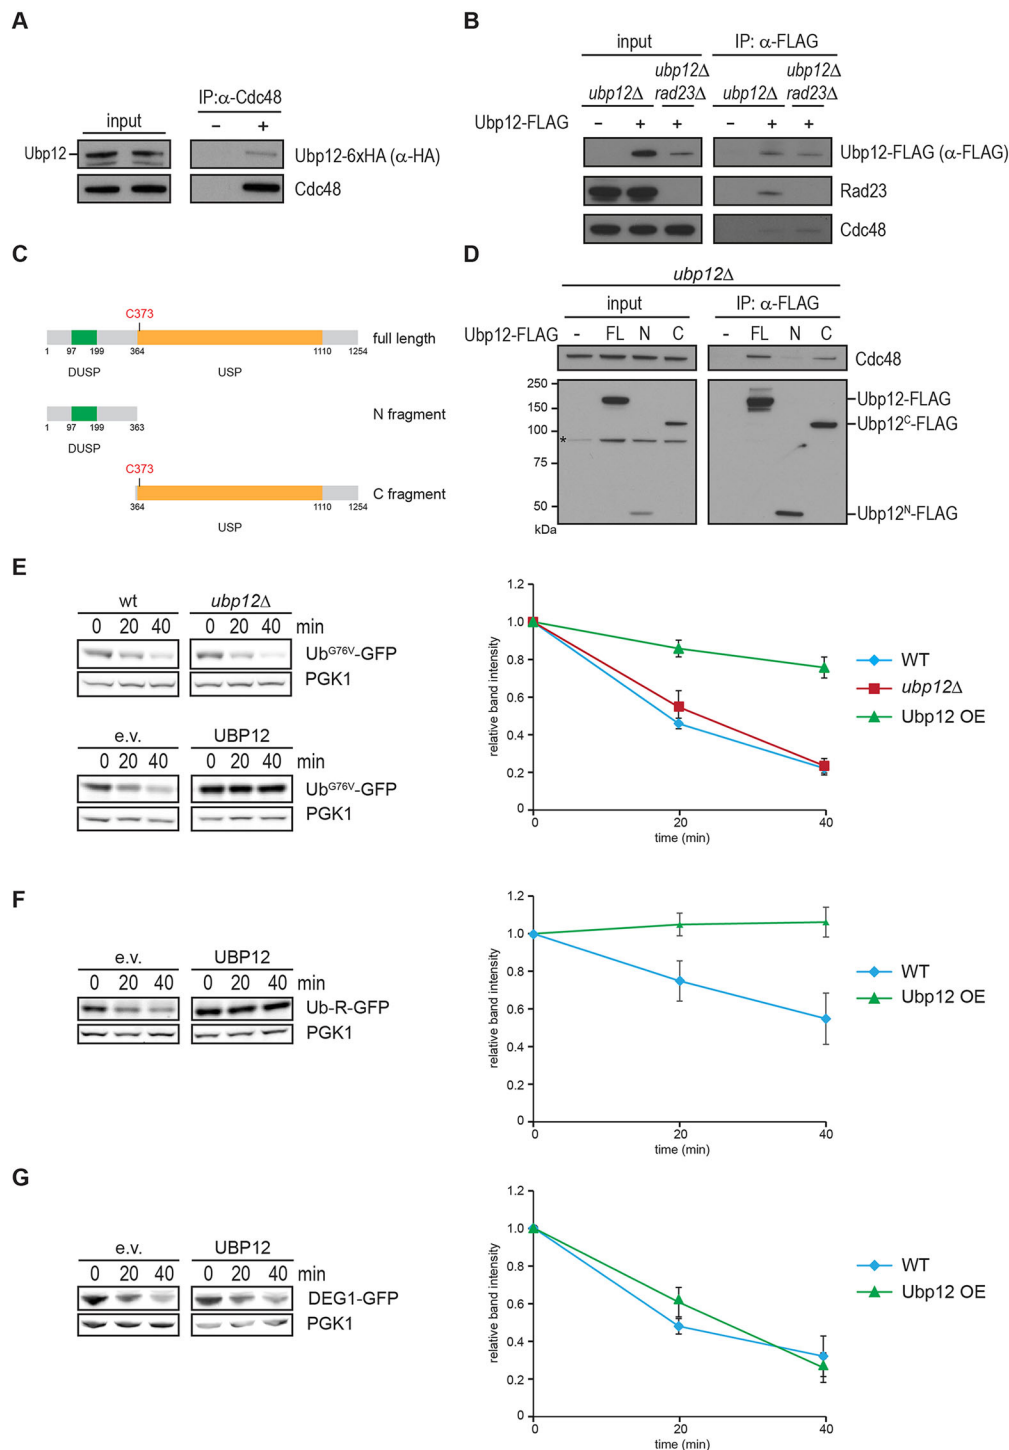 A
IP:α-Cdc48
input
− +
Ubp12
Ubp12-6xHA (α-HA)
Cdc48
B
input
IP: α-FLAG
ubp12Δ
ubp12Δ rad23Δ
ubp12Δ
ubp12Δ rad23Δ
Ubp12-FLAG − + + − + +
Ubp12-FLAG (α-FLAG)
Rad23
Cdc48
C
C373
full length
1 97 199 364 1110 1254
DUSP USP
N fragment
1 97 199 363
DUSP
C373
C fragment
364 1110 1254
USP
D
ubp12Δ
input
IP: α-FLAG
Ubp12-FLAG - FL N C - FL N C
Cdc48
250
150
100
*
75
50
kDa
Ubp12-FLAG
Ubp12ᶜ-FLAG
Ubp12ᴺ-FLAG
E
wt
ubp12Δ
0 20 40 0 20 40 min
Ubᴳ⁷⁶ⱽ-GFP
PGK1
e.v.
UBP12
0 20 40 0 20 40 min
Ubᴳ⁷⁶ⱽ-GFP
PGK1
relative band intensity
1.2
1.0
0.8
0.6
0.4
0.2
0
0 20 40
time (min)
WT
ubp12Δ
Ubp12 OE
F
e.v.
UBP12
0 20 40 0 20 40 min
Ub-R-GFP
PGK1
relative band intensity
1.2
1.0
0.8
0.6
0.4
0.2
0
0 20 40
time (min)
WT
Ubp12 OE
G
e.v.
UBP12
0 20 40 0 20 40 min
DEG1-GFP
PGK1
relative band intensity
1.2
1.0
0.8
0.6
0.4
0.2
0
0 20 40
time (min)
WT
Ubp12 OE